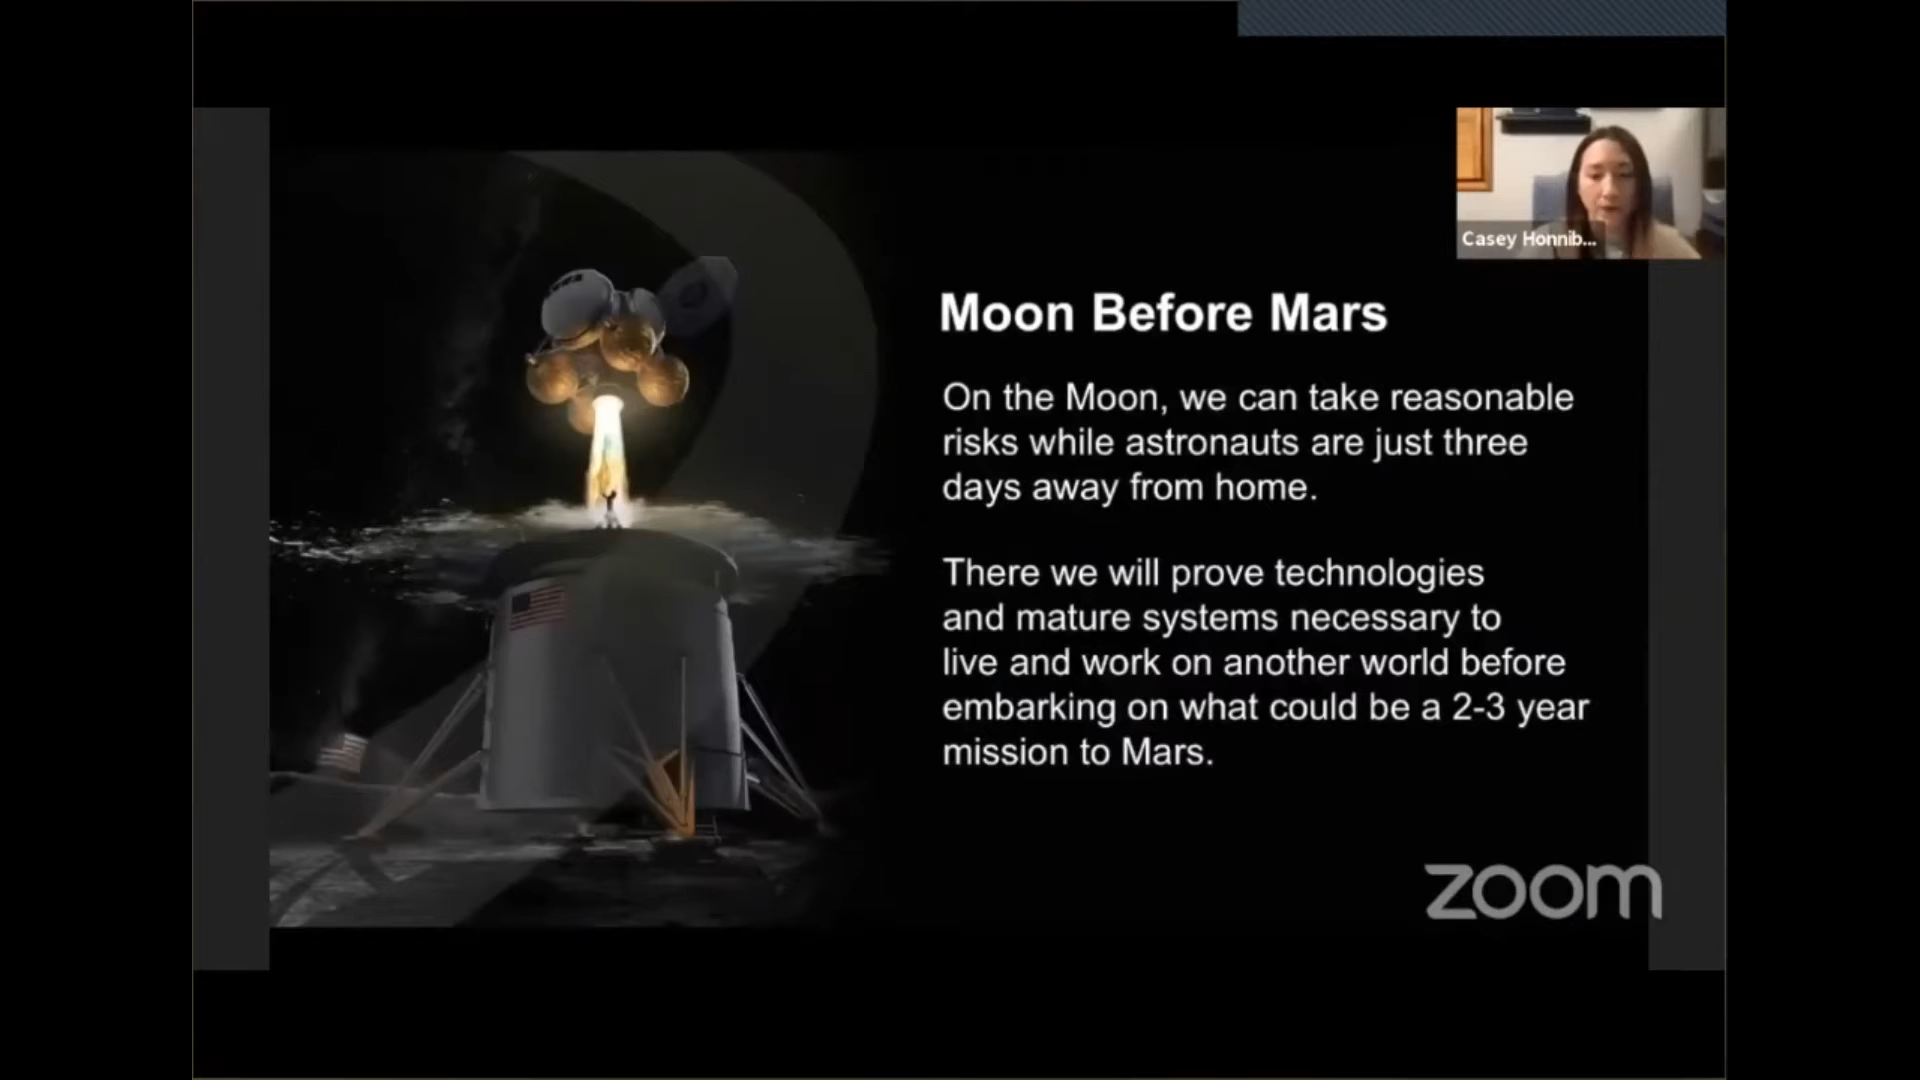 Casey Honnib...
Moon Before Mars
On the Moon, we can take reasonable
risks while astronauts are just three
days away from home.
There we will prove technologies
and mature systems necessary to
live and work on another world before
embarking on what could be a 2-3 year
mission to Mars.
zoom